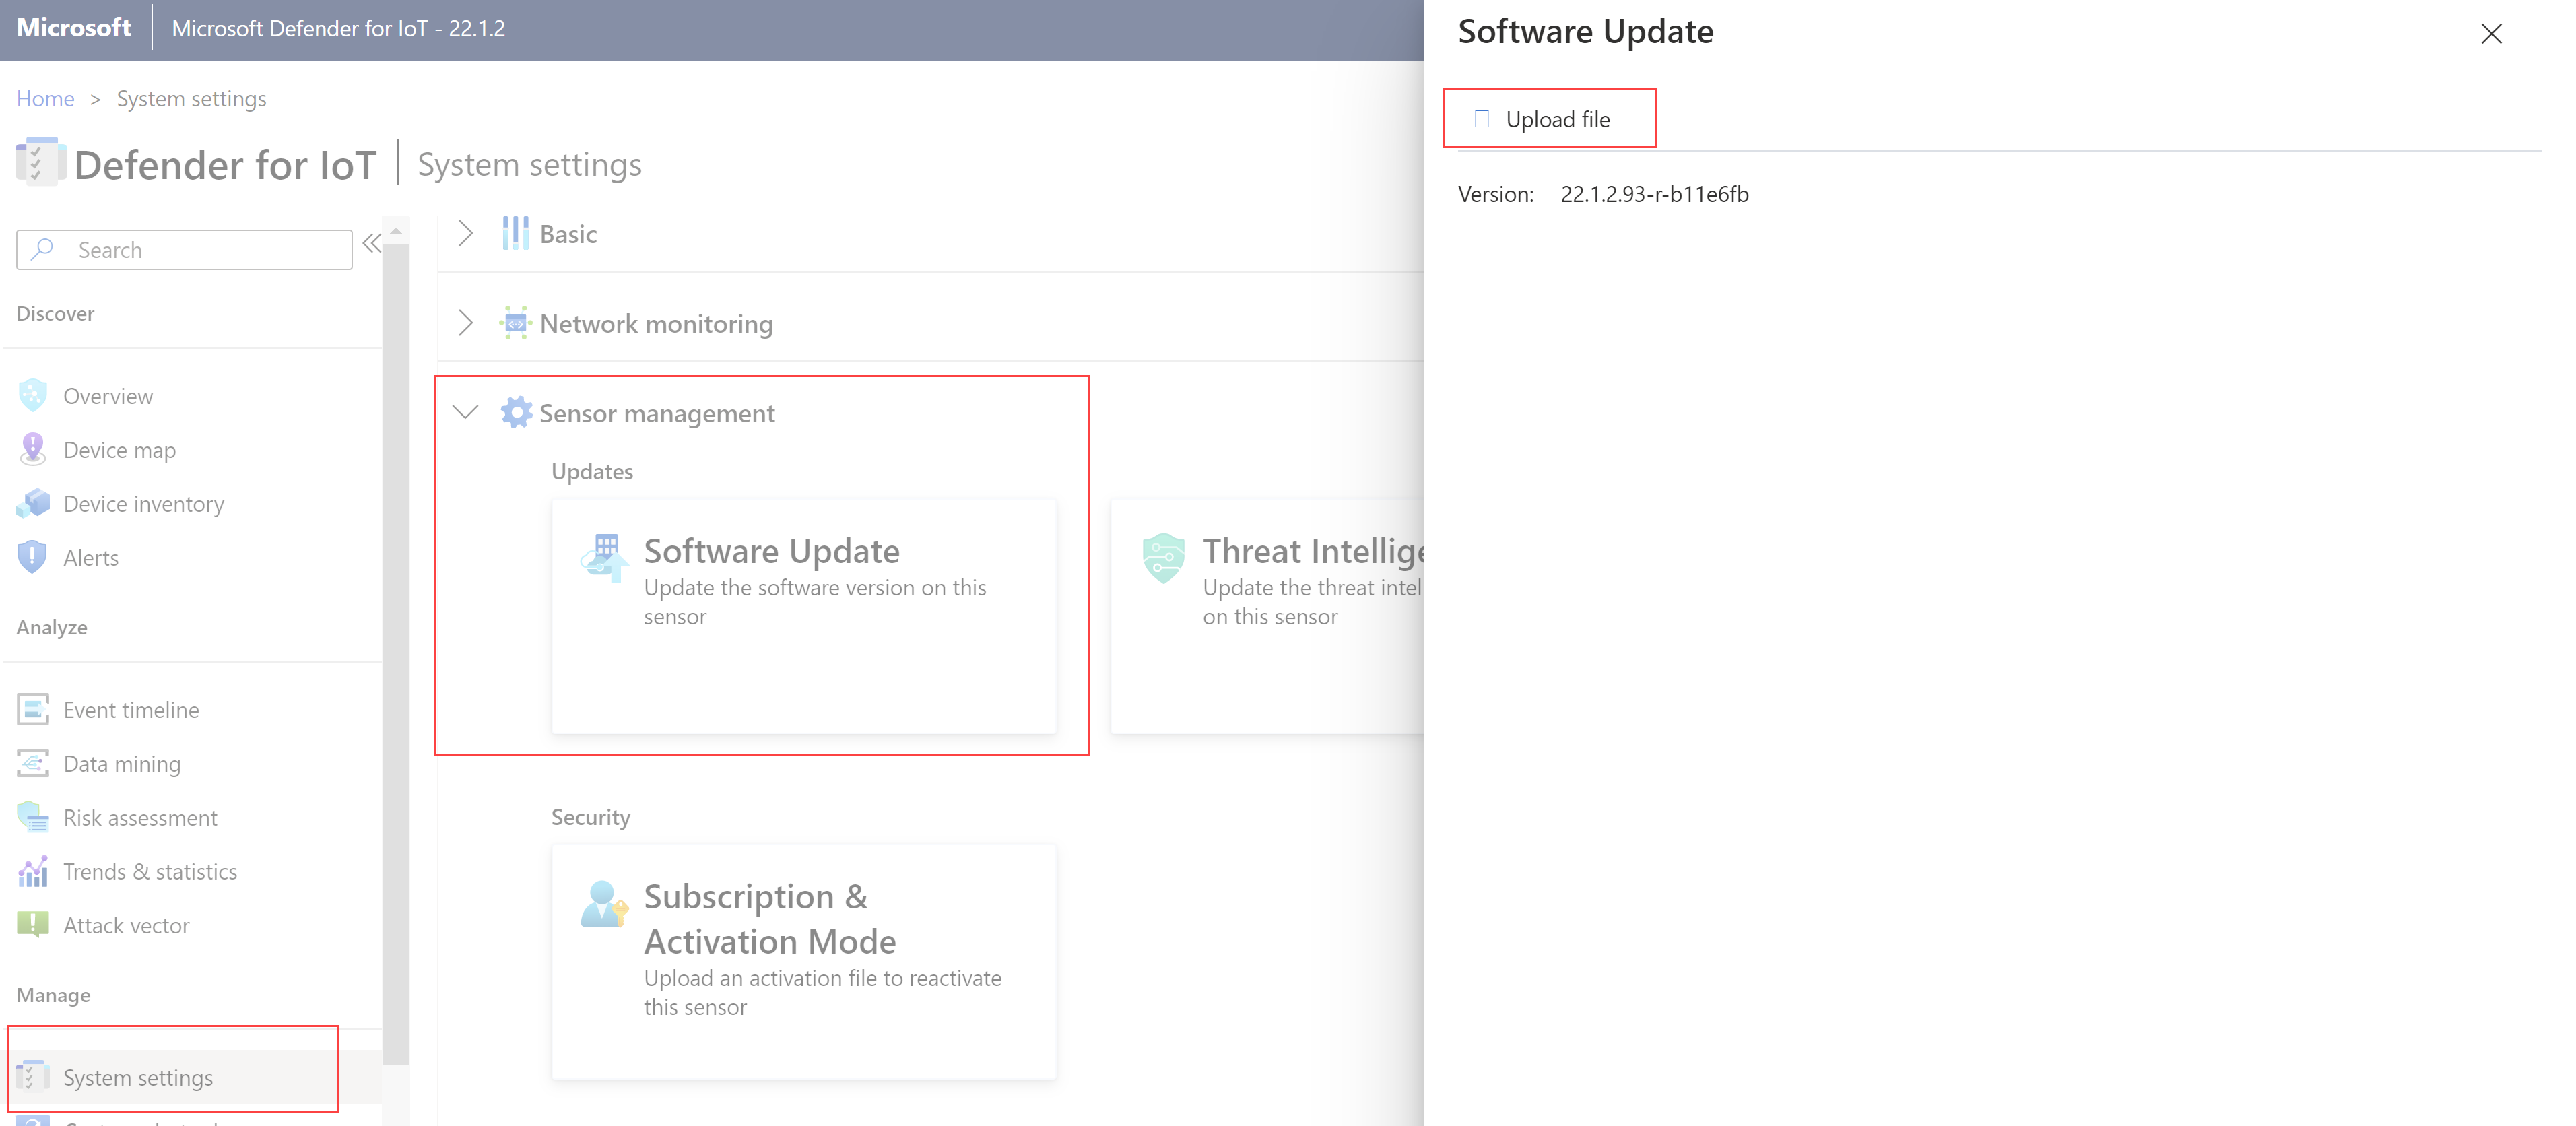 Microsoft
Microsoft Defender for IoT - 22.1.2
Home > System settings
Defender for IoT
System settings
Search
Discover
Overview
Device map
Device inventory
Alerts
Analyze
Event timeline
Data mining
Risk assessment
Trends & statistics
Attack vector
Manage
System settings
Basic
Network monitoring
Sensor management
Updates
Software Update
Update the software version on this
sensor
Threat Intellige
Update the threat intell
on this sensor
Security
Subscription &
Activation Mode
Upload an activation file to reactivate
this sensor
Software Update
Upload file
Version: 22.1.2.93-r-b11e6fb